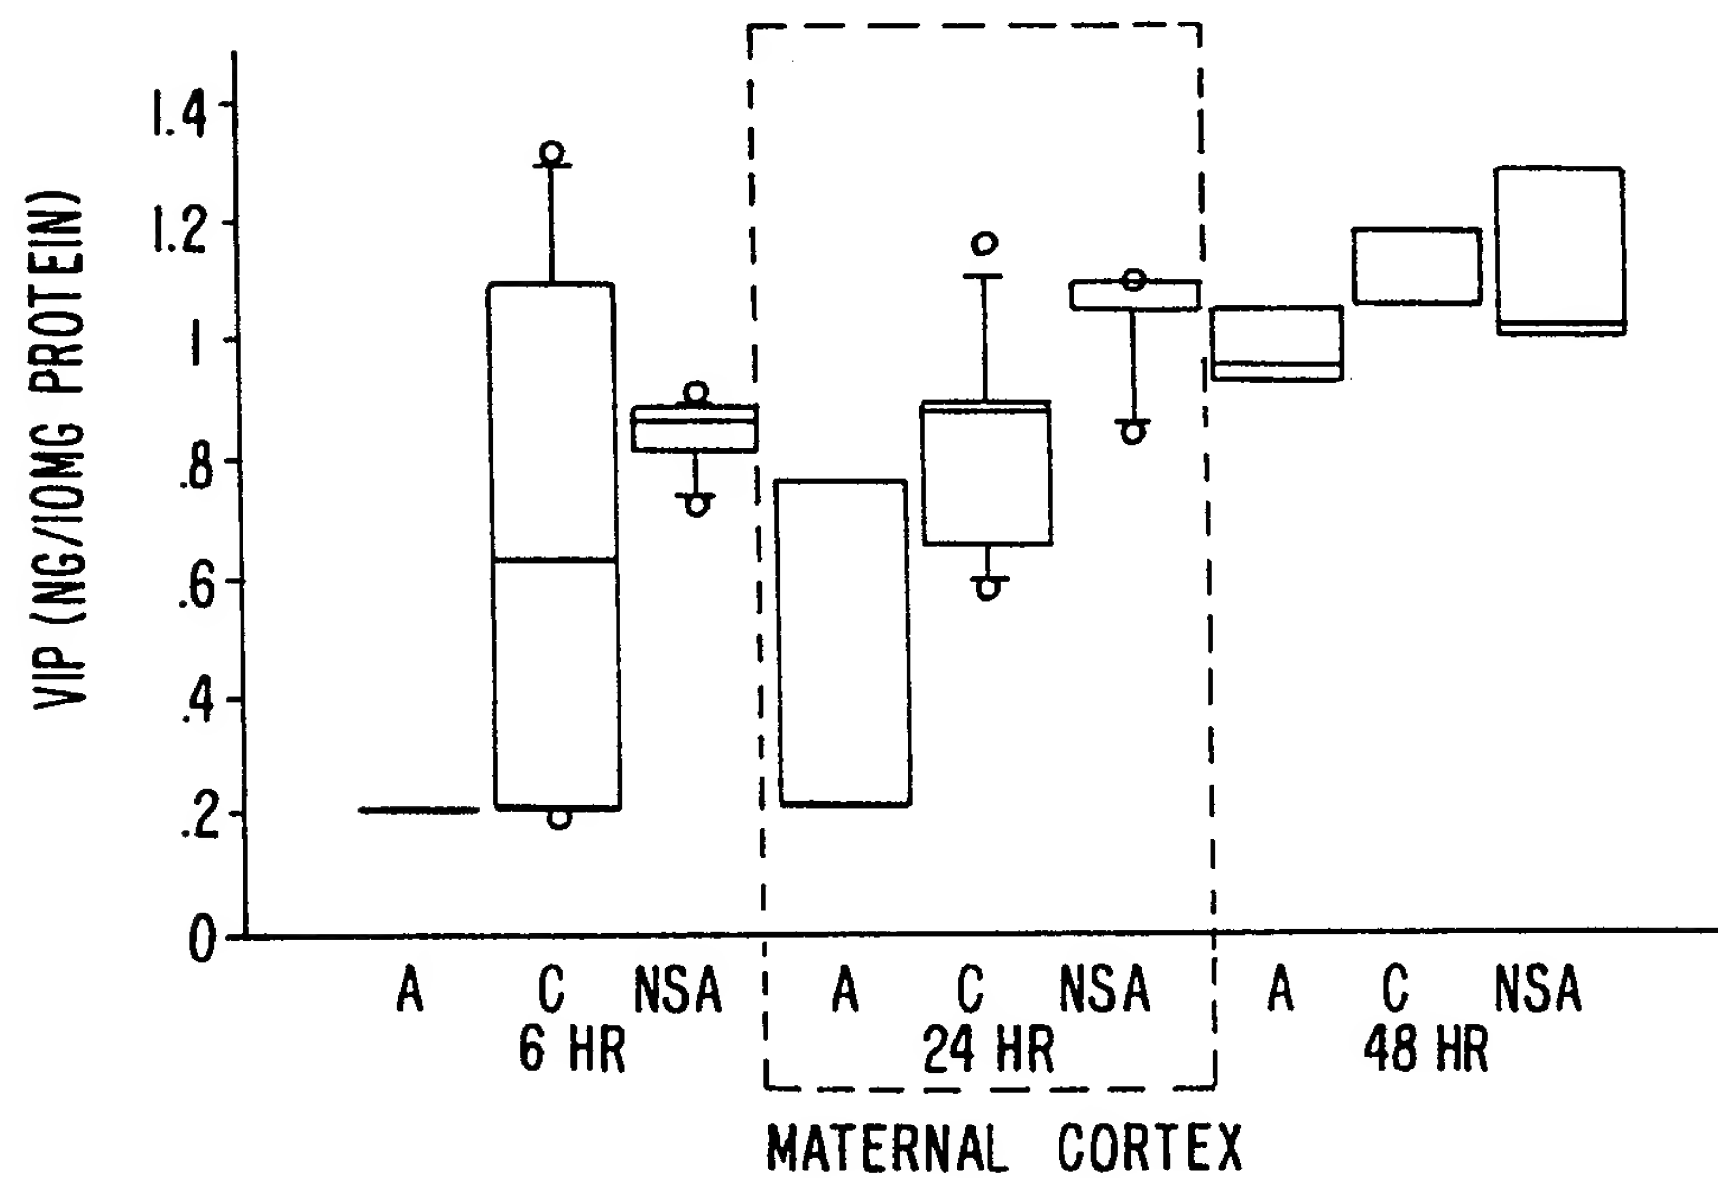 VIP (NG/10MG PROTEIN)
1.4
1.2
1
.8
.6
.4
.2
0
A C NSA A C NSA A C NSA
6 HR 24 HR 48 HR
MATERNAL CORTEX